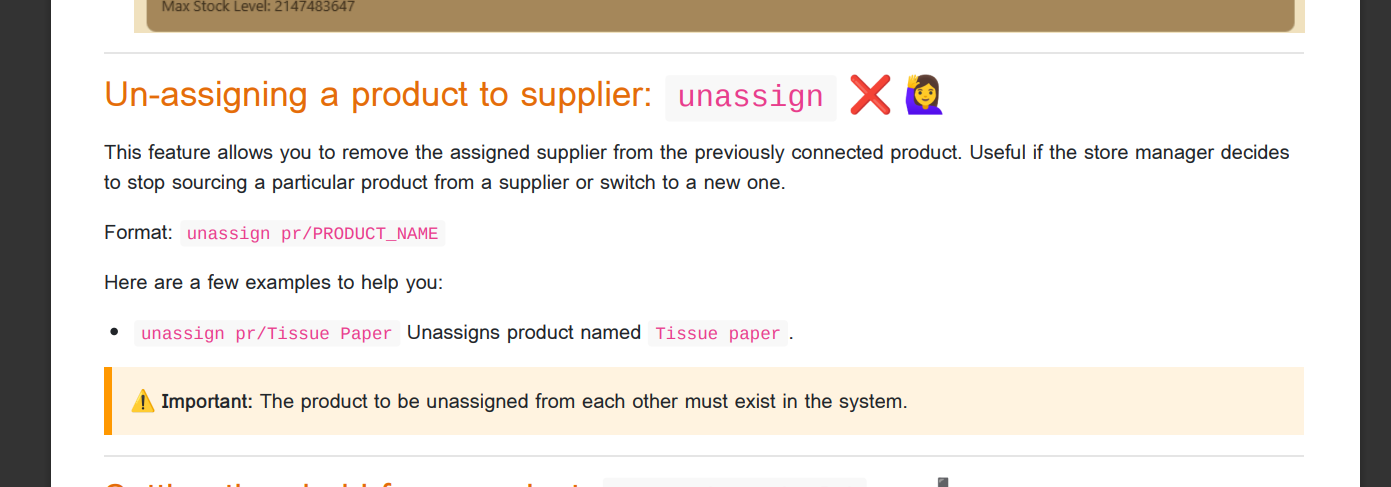 Max Stock Level: 2147483647
Un-assigning a product to supplier: unassign
This feature allows you to remove the assigned supplier from the previously connected product. Useful if the store manager decides
to stop sourcing a particular product from a supplier or switch to a new one.
Format: unassign pr/PRODUCT_NAME
Here are a few examples to help you:
unassign pr/Tissue Paper Unassigns product named Tissue paper.
Important: The product to be unassigned from each other must exist in the system.